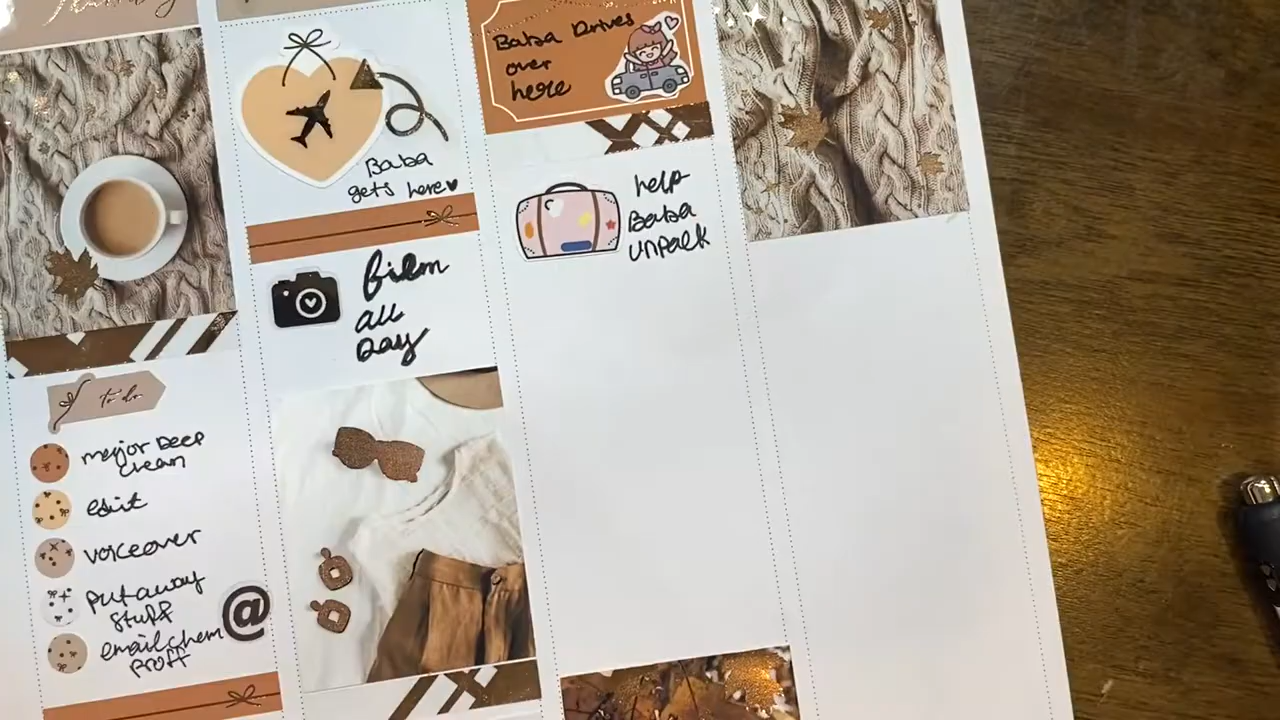 to do
major Deep
clean
edit
voiceover
put away
stuff
email chem
proff
@
Baba
gets here♥
film
all
Day
Baba Drives
over
here
help
Baba
unpack